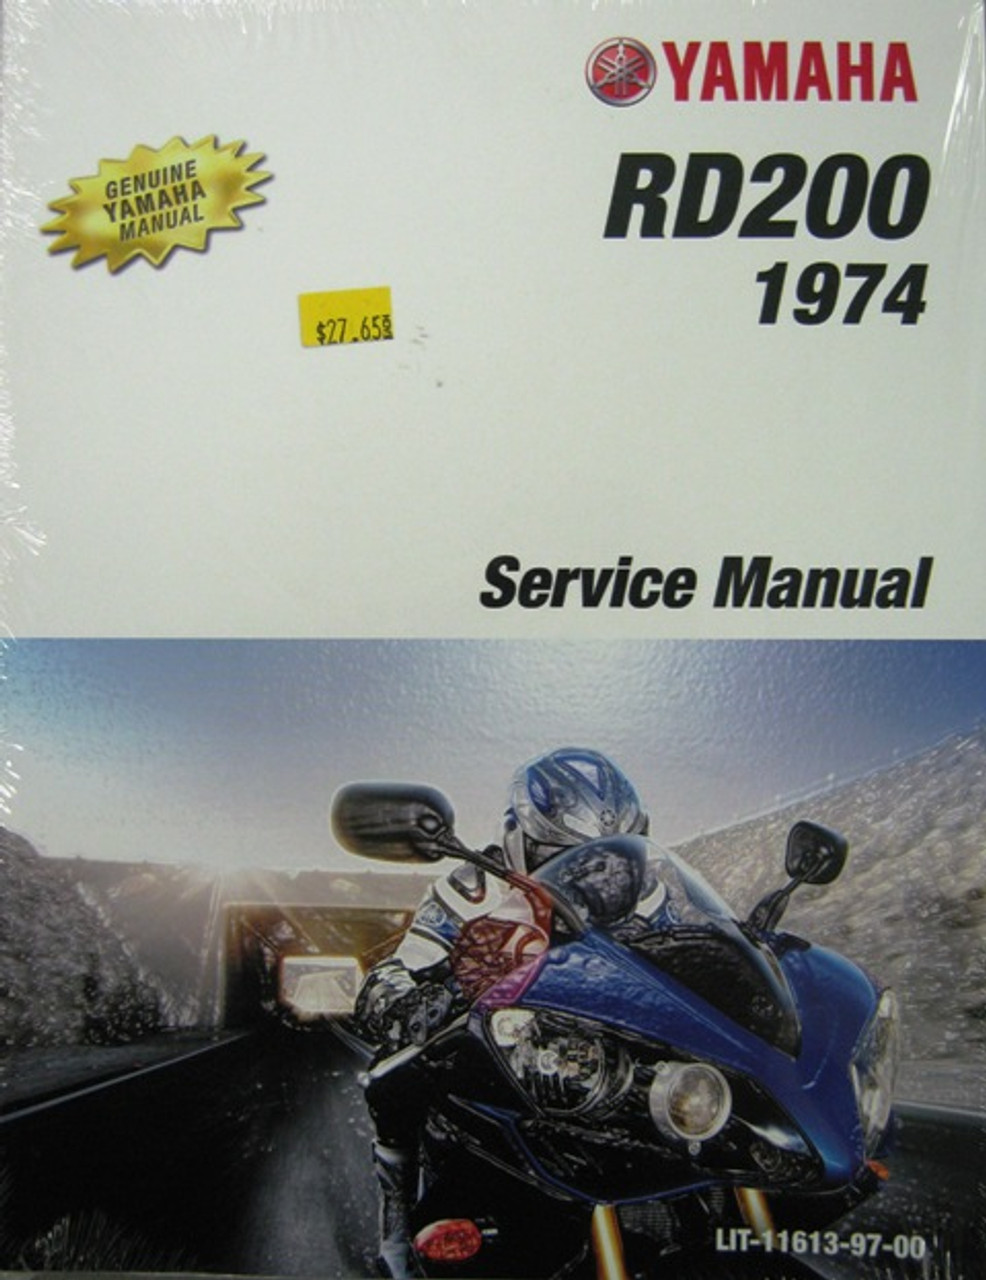 YAMAHA
RD200
1974
GENUINE
YAMAHA
MANUAL
$27.65
Service Manual
LIT-11613-97-00